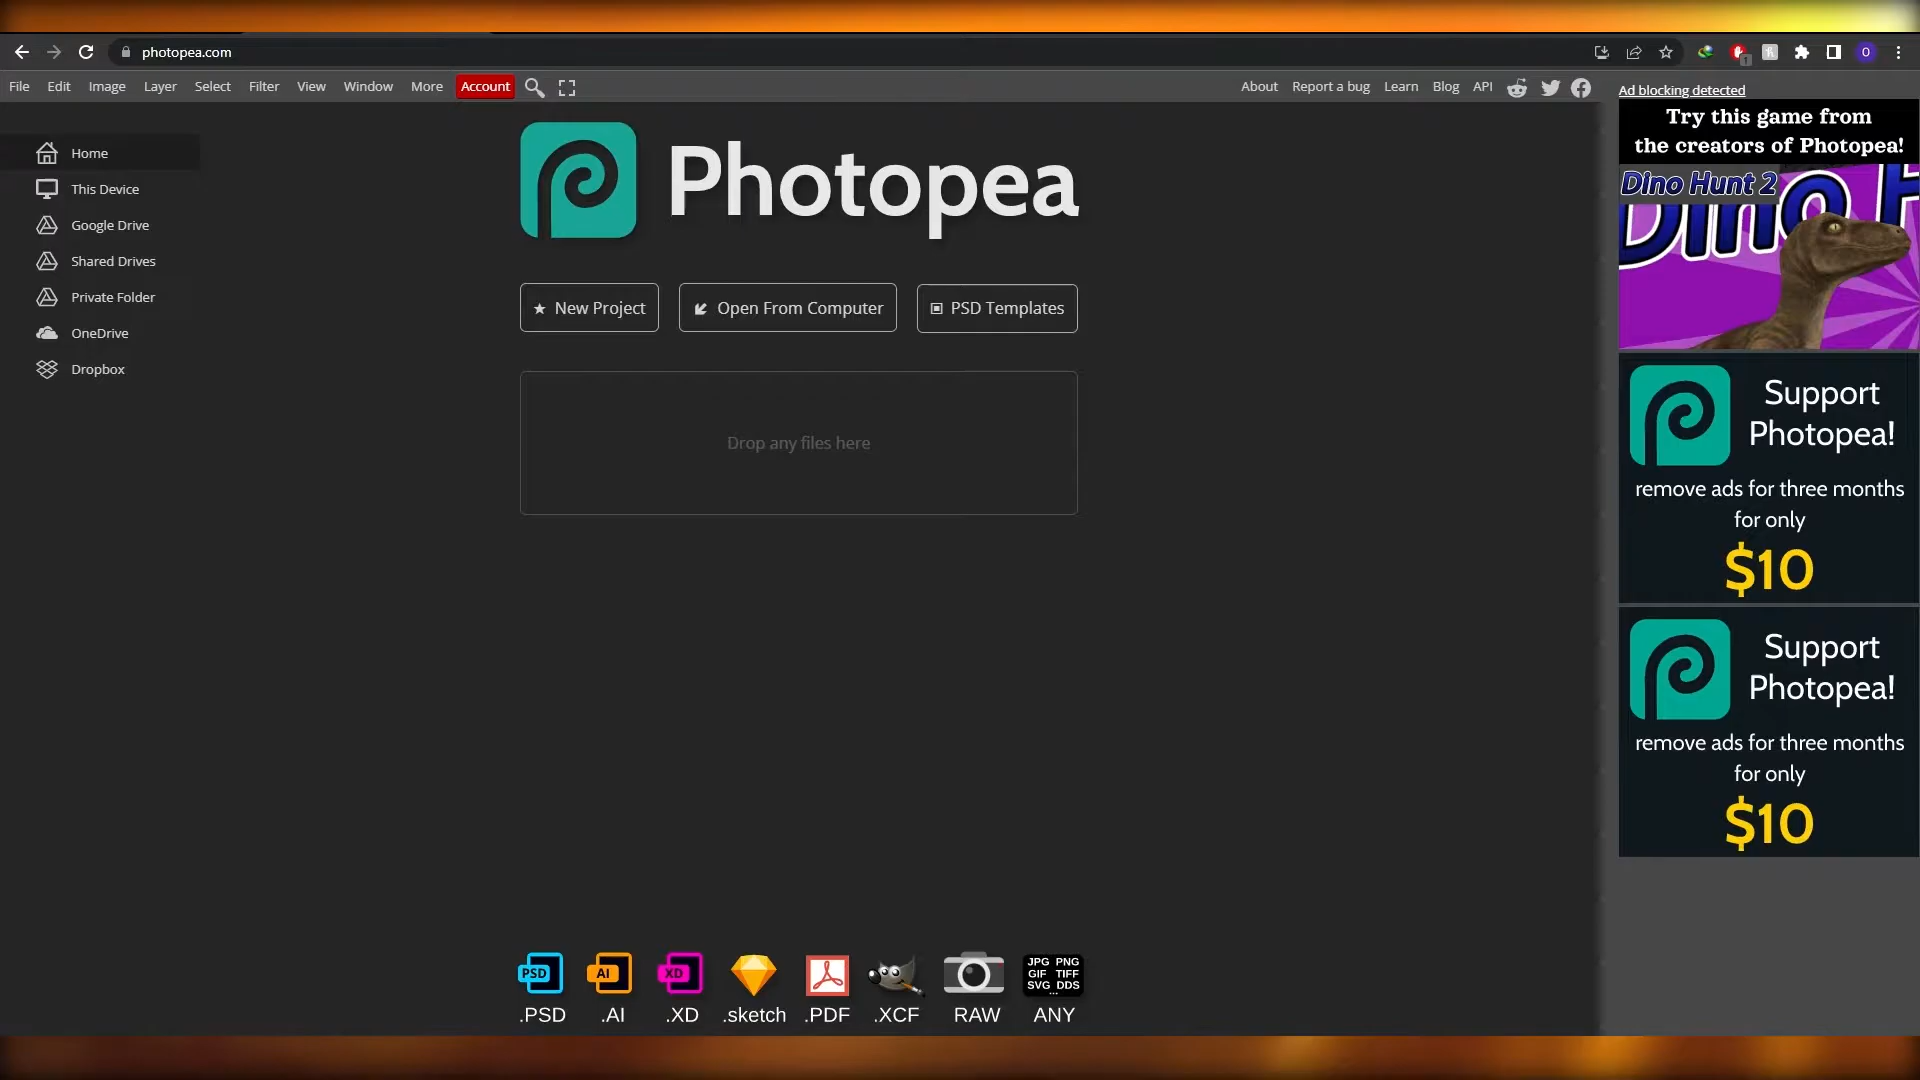 photopea.com
File Edit Image Layer Select Filter View Window More Account
About Report a bug Learn Blog API
Ad blocking detected
Try this game from
the creators of Photopea!
Dino Hunt 2
Home
This Device
Google Drive
Shared Drives
Private Folder
OneDrive
Dropbox
Photopea
New Project
Open From Computer
PSD Templates
Drop any files here
Support
Photopea!
remove ads for three months
for only
$10
Support
Photopea!
remove ads for three months
for only
$10
PSD AI XD JPG PNG
GIF TIFF
SVG DDS
...
.PSD .AI .XD .sketch .PDF .XCF RAW ANY